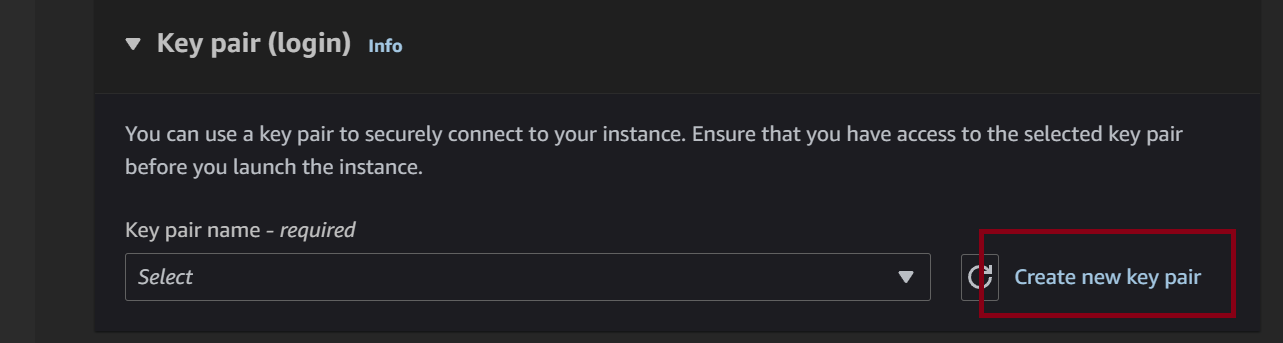 Key pair (login) Info
You can use a key pair to securely connect to your instance. Ensure that you have access to the selected key pair
before you launch the instance.
Key pair name - required
Select
Create new key pair